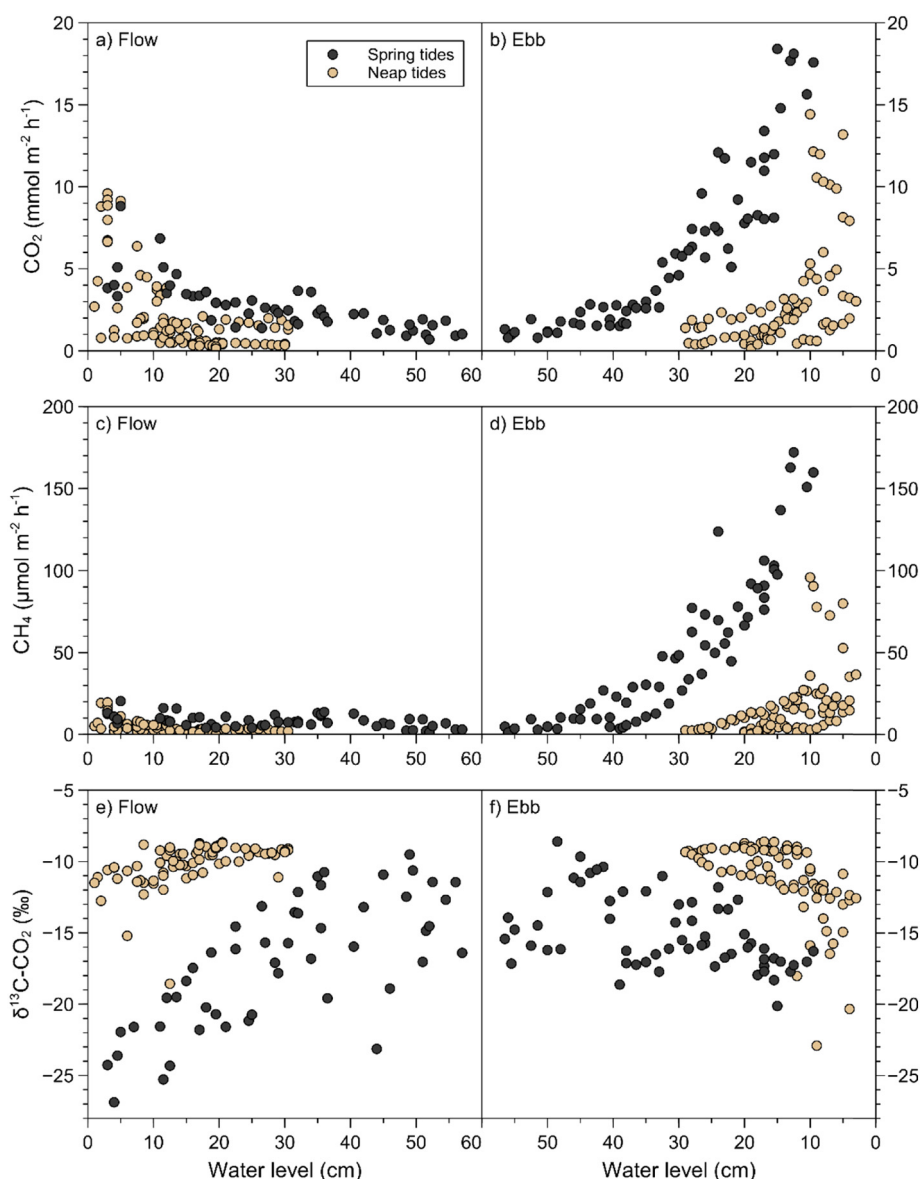 a) Flow
Spring tides
Neap tides
b) Ebb
20
15
10
5
0
CO₂ (mmol m⁻² h⁻¹)
20
15
10
5
0
0 10 20 30 40 50 60
50 40 30 20 10 0
c) Flow
d) Ebb
200
150
100
50
0
CH₄ (µmol m⁻² h⁻¹)
200
150
100
50
0
0 10 20 30 40 50 60
50 40 30 20 10 0
e) Flow
f) Ebb
−5
−10
−15
−20
−25
δ¹³C-CO₂ (‰)
−5
−10
−15
−20
−25
0 10 20 30 40 50 60
50 40 30 20 10 0
Water level (cm)
Water level (cm)